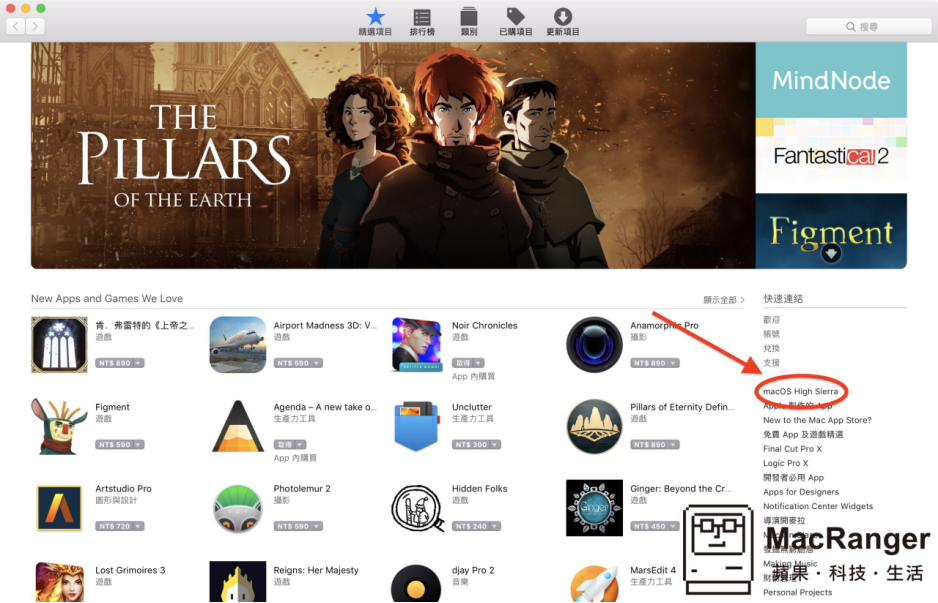 精選項目
排行榜
類別
已購項目
更新項目
搜尋
THE
PILLARS
OF THE EARTH
MindNode
Fantastical 2
Figment
New Apps and Games We Love
顯示全部 >
肯．弗雷特的《上帝之...
遊戲
NT$ 890
Airport Madness 3D: V...
遊戲
NT$ 590
Noir Chronicles
遊戲
取得
App 內購買
Anamorphic Pro
攝影
NT$ 890
Figment
遊戲
NT$ 590
Agenda – A new take o...
生產力工具
取得
App 內購買
Unclutter
生產力工具
NT$ 300
Pillars of Eternity Defin...
遊戲
NT$ 890
Artstudio Pro
圖形與設計
NT$ 720
Photolemur 2
攝影
NT$ 590
Hidden Folks
遊戲
NT$ 240
Ginger: Beyond the Cr...
遊戲
NT$ 450
Lost Grimoires 3
遊戲
Reigns: Her Majesty
遊戲
djay Pro 2
音樂
MarsEdit 4
生產力工具
快速連結
歡迎
帳號
兌換
支援
macOS High Sierra
Apple 製作的 App
New to the Mac App Store?
免費 App 及遊戲精選
Final Cut Pro X
Logic Pro X
開發者必用 App
Apps for Designers
Notification Center Widgets
導演開麥拉
Making Music
Personal Projects
MacRanger
蘋果·科技·生活